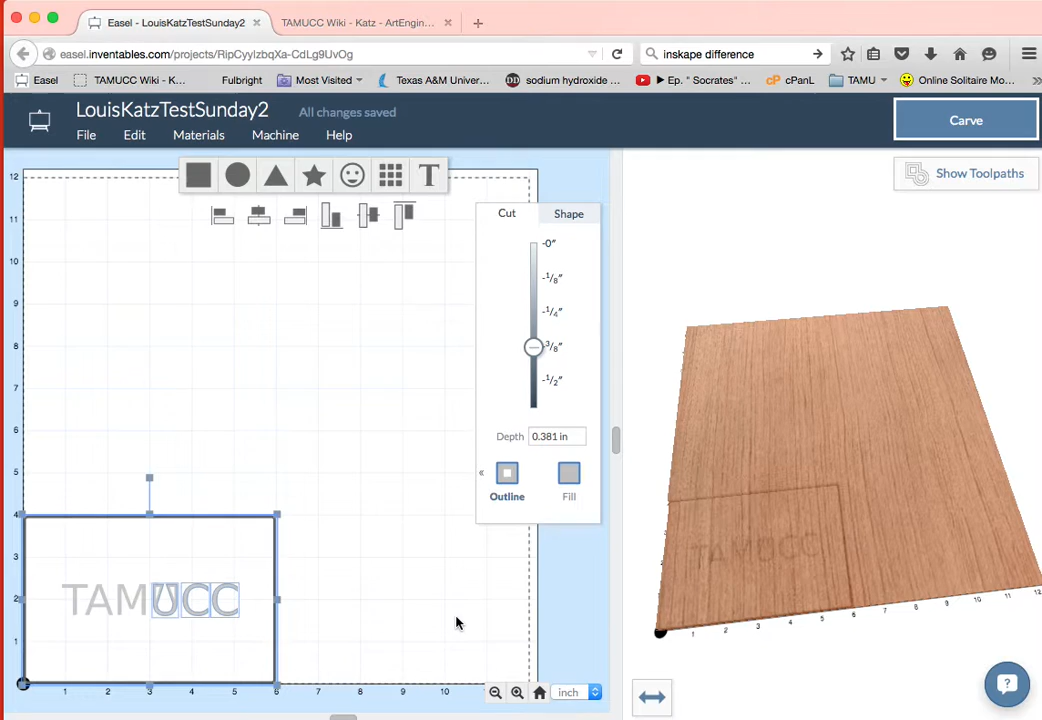 Easel - LouisKatzTestSunday2
TAMUCC Wiki - Katz - ArtEngin...
easel.inventables.com/projects/RipCyylzbqXa-CdLg9UvOg
inskape difference
Easel
TAMUCC Wiki - K...
Fulbright
Most Visited
Texas A&M Univer...
sodium hydroxide ...
Ep. " Socrates" ...
cPanL
TAMU
Online Solitaire Mo...
LouisKatzTestSunday2
All changes saved
File
Edit
Materials
Machine
Help
Carve
Show Toolpaths
T
Cut
Shape
-0"
-1/8"
-1/4"
-3/8"
-1/2"
Depth
0.381 in
«
Outline
Fill
12
11
10
9
8
7
6
5
4
3
2
1
TAMUCC
1 2 3 4 5 6 7 8 9 10
inch
TAMUCC
1 2 3 4 5 6 7 8 9 10 11 12
?